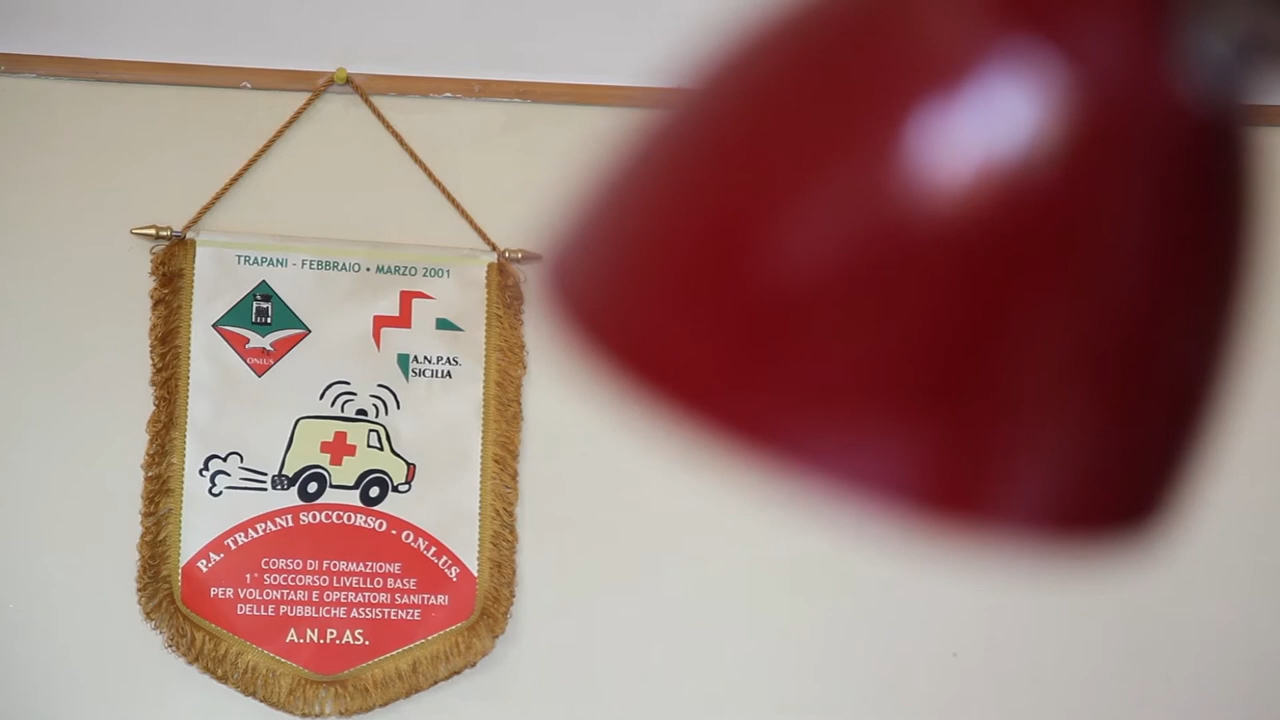 TRAPANI - FEBBRAIO • MARZO 2001
ONLUS
A.N.P.AS.
SICILIA
P.A. TRAPANI SOCCORSO - O.N.L.U.S.
CORSO DI FORMAZIONE
1° SOCCORSO LIVELLO BASE
PER VOLONTARI E OPERATORI SANITARI
DELLE PUBBLICHE ASSISTENZE
A.N.P.AS.